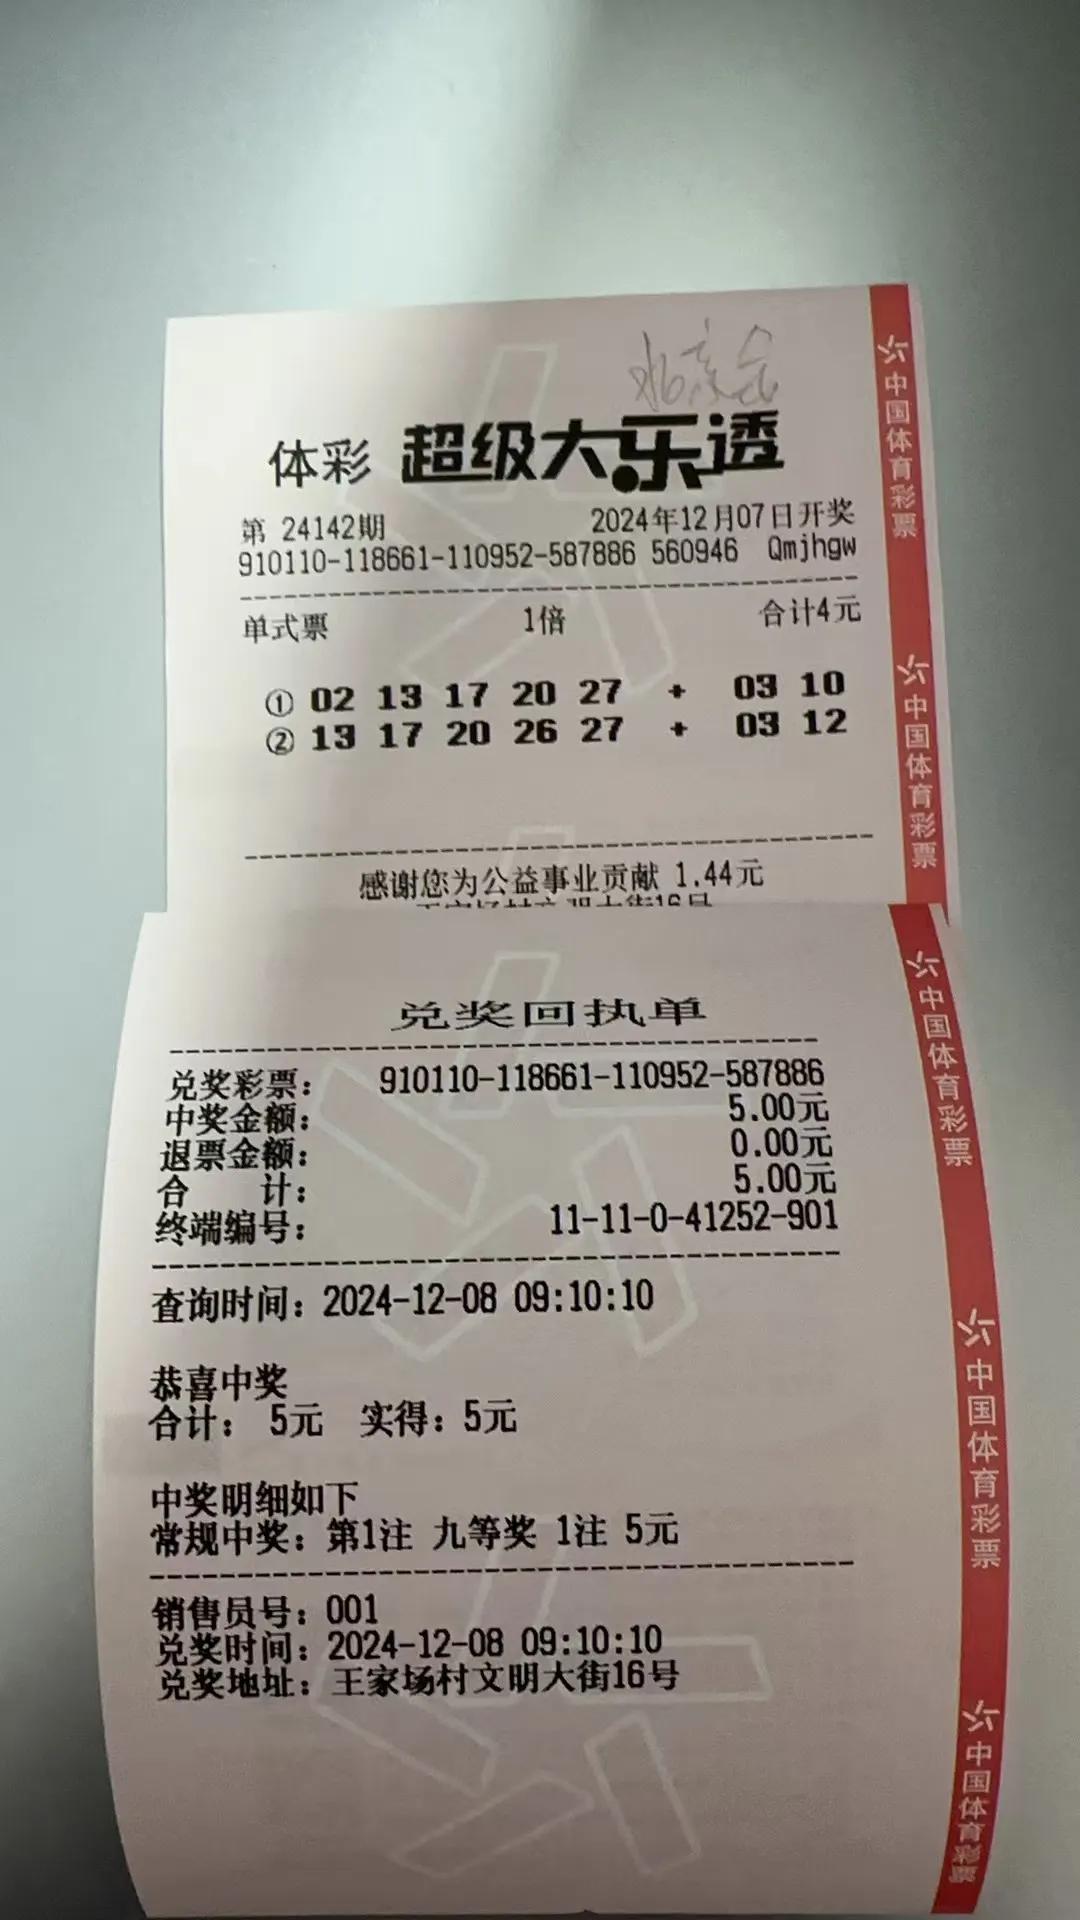 体彩 超级大乐透
第 24142期 2024年12月07日开奖
910110-118661-110952-587886 560946 Qmjhgw
单式票 1倍 合计4元
① 02 13 17 20 27 + 03 10
② 13 17 20 26 27 + 03 12
感谢您为公益事业贡献 1.44元
王家场村文明大街16号
中国体育彩票
中国体育彩票
兑奖回执单
兑奖彩票: 910110-118661-110952-587886
中奖金额: 5.00元
退票金额: 0.00元
合 计: 5.00元
终端编号: 11-11-0-41252-901
查询时间: 2024-12-08 09:10:10
恭喜中奖
合计: 5元 实得: 5元
中奖明细如下
常规中奖: 第1注 九等奖 1注 5元
销售员号: 001
兑奖时间: 2024-12-08 09:10:10
兑奖地址: 王家场村文明大街16号
中国体育彩票
中国体育彩票
中国体育彩票